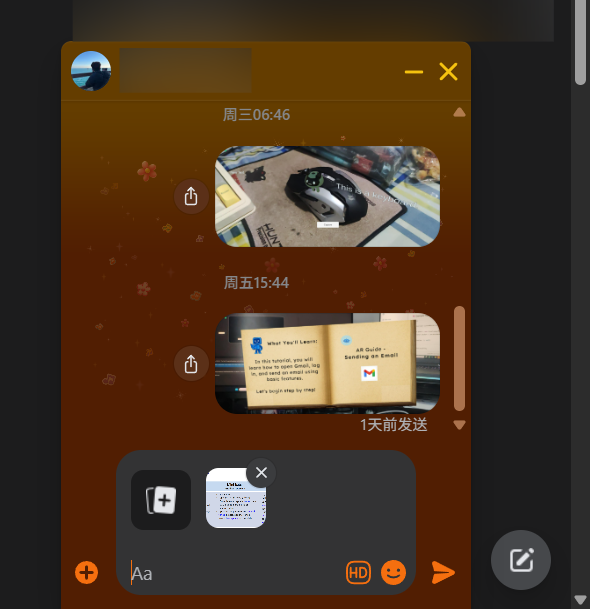 周三06:46
This is a
周五15:44
What You'll Learn!
In this tutorial, you will
learn how to open Gmail, log
in, and send an email using
basic features.
Let's begin step by step!
AR Guide -
Sending an Email
1天前发送
Aa
HD